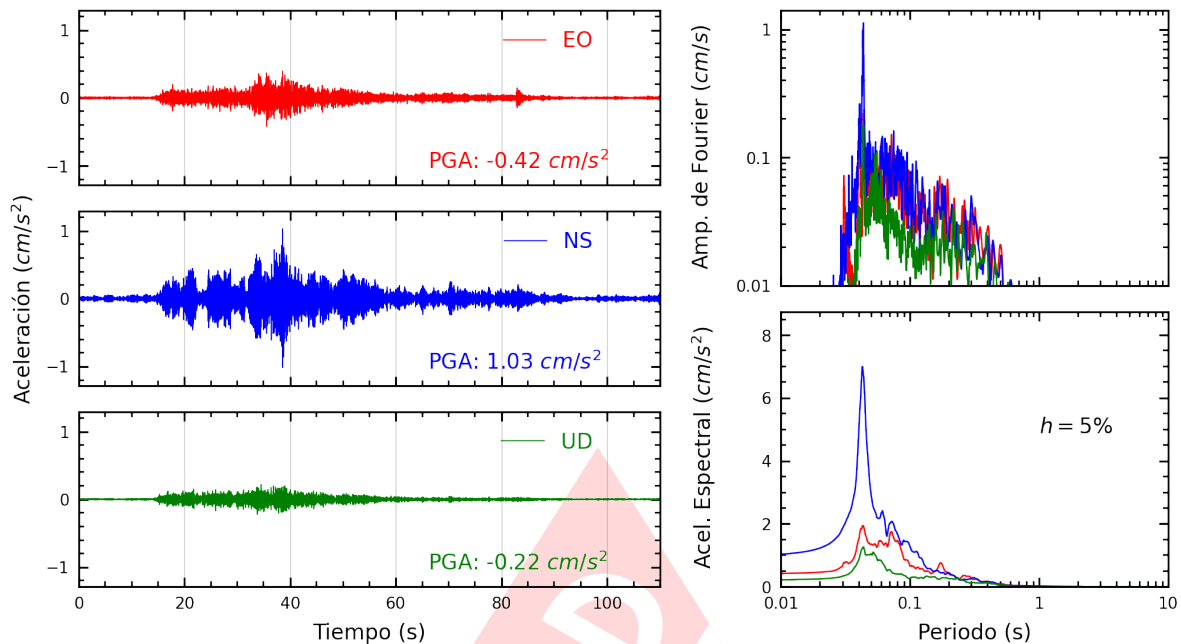 Aceleración (cm/s²)
1
0
−1
EO
PGA: -0.42 cm/s²
1
0
−1
NS
PGA: 1.03 cm/s²
1
0
−1
UD
PGA: -0.22 cm/s²
0 20 40 60 80 100
Tiempo (s)
Amp. de Fourier (cm/s)
1
0.1
0.01
Acel. Espectral (cm/s²)
8
6
4
2
0
h = 5%
0.01 0.1 1 10
Periodo (s)